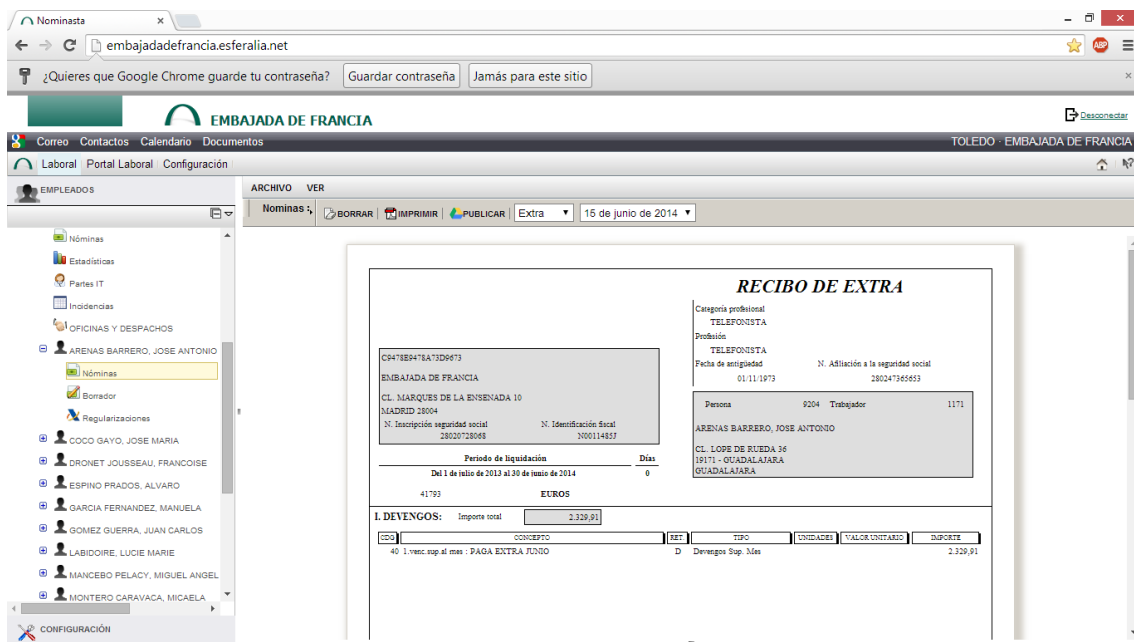 Nominasta
embajadadefrancia.esferalia.net
ABP
¿Quieres que Google Chrome guarde tu contraseña? Guardar contraseña Jamás para este sitio
EMBAJADA DE FRANCIA
Desconectar
Correo Contactos Calendario Documentos
TOLEDO · EMBAJADA DE FRANCIA
Laboral Portal Laboral Configuración
EMPLEADOS
Nóminas
Estadísticas
Partes IT
Incidencias
OFICINAS Y DESPACHOS
ARENAS BARRERO, JOSE ANTONIO
Nóminas
Borrador
Regularizaciones
COCO GAYO, JOSE MARIA
DRONET JOUSSEAU, FRANCOISE
ESPINO PRADOS, ALVARO
GARCIA FERNANDEZ, MANUELA
GOMEZ GUERRA, JUAN CARLOS
LABIDOIRE, LUCIE MARIE
MANCEBO PELACY, MIGUEL ANGEL
MONTERO CARAVACA, MICAELA
CONFIGURACIÓN
ARCHIVO VER
Nominas : BORRAR IMPRIMIR PUBLICAR Extra 15 de junio de 2014
RECIBO DE EXTRA
Categoría profesional
TELEFONISTA
Profesión
TELEFONISTA
Fecha de antigüedad N. Afiliación a la seguridad social
01/11/1973 280247365653
C9478E9478A73D9673
EMBAJADA DE FRANCIA
CL. MARQUES DE LA ENSENADA 10
MADRID 28004
N. Inscripción seguridad social N. Identificación fiscal
28020728068 N0011485J
Persona 9204 Trabajador 1171
ARENAS BARRERO, JOSE ANTONIO
CL. LOPE DE RUEDA 36
19171 - GUADALAJARA
GUADALAJARA
Periodo de liquidación Días
Del 1 de julio de 2013 al 30 de junio de 2014 0
41793 EUROS
I. DEVENGOS: Importe total 2.329,91
CDG CONCEPTO RET. TIPO UNIDADES VALOR UNITARIO IMPORTE
40 1.venc.sup.al mes : PAGA EXTRA JUNIO D Devengos Sup. Mes 2.329,91